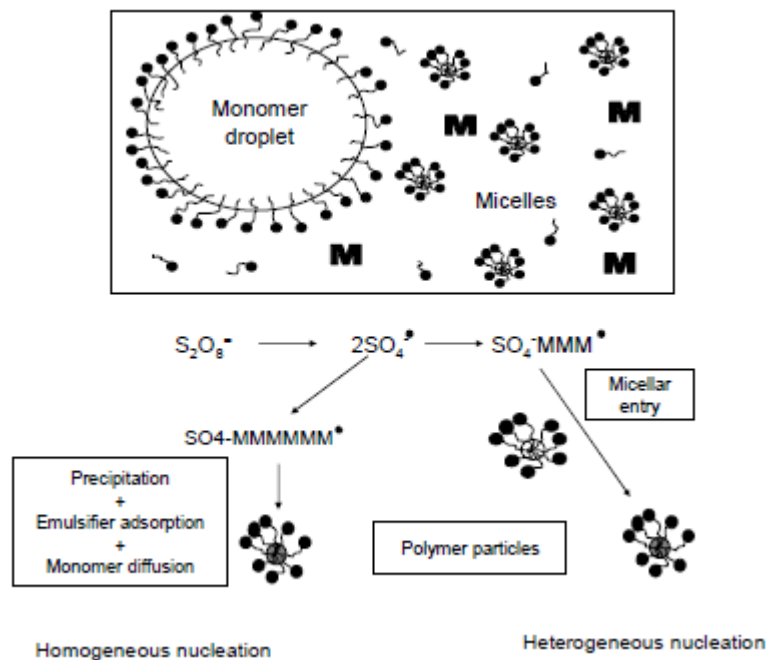 Monomer
droplet
M
M
Micelles
M
M
S₂O₈⁻ 2SO₄•⁻ SO₄⁻MMM•
Micellar
entry
SO4-MMMMMM•
Precipitation
+
Emulsifier adsorption
+
Monomer diffusion
Polymer particles
Homogeneous nucleation
Heterogeneous nucleation